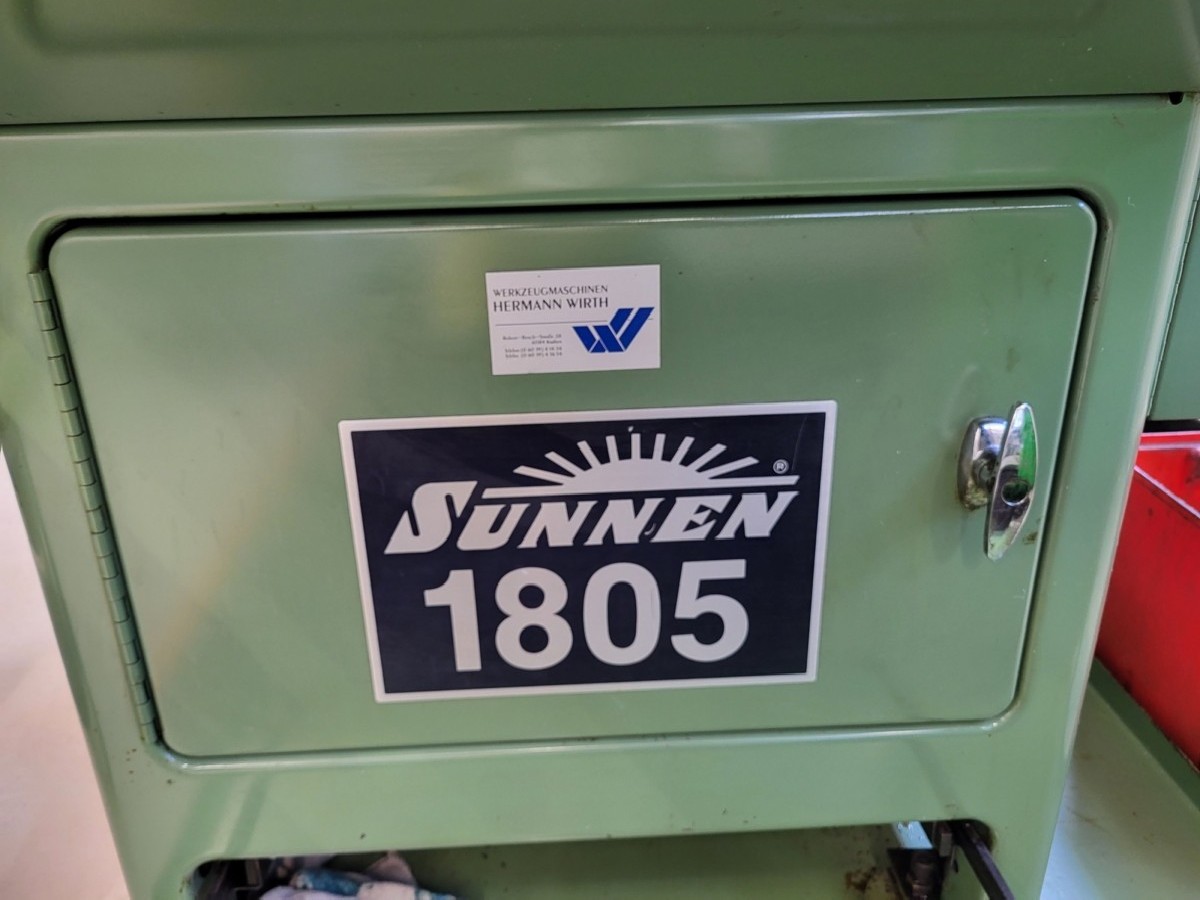 WERKZEUGMASCHINEN
HERMANN WIRTH
SUNNEN ®
1805